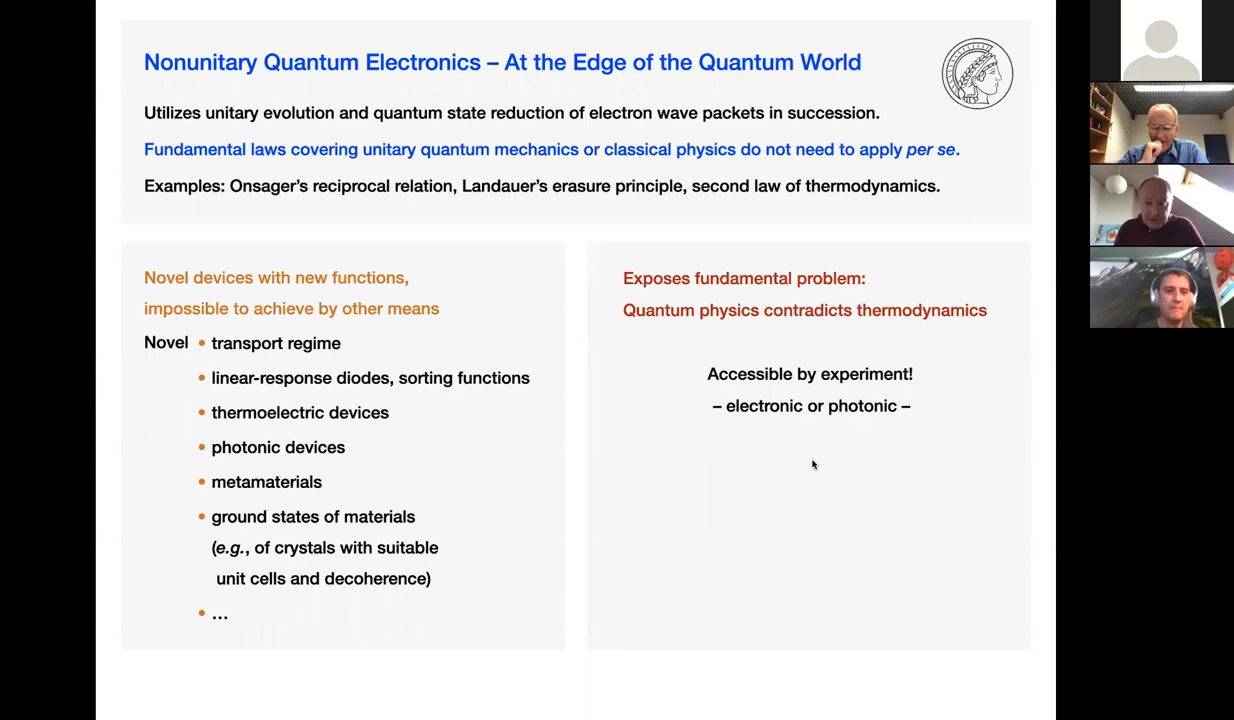 Nonunitary Quantum Electronics – At the Edge of the Quantum World
Utilizes unitary evolution and quantum state reduction of electron wave packets in succession.
Fundamental laws covering unitary quantum mechanics or classical physics do not need to apply per se.
Examples: Onsager's reciprocal relation, Landauer's erasure principle, second law of thermodynamics.
Novel devices with new functions,
impossible to achieve by other means
Novel • transport regime
• linear-response diodes, sorting functions
• thermoelectric devices
• photonic devices
• metamaterials
• ground states of materials
(e.g., of crystals with suitable
unit cells and decoherence)
• ...
Exposes fundamental problem:
Quantum physics contradicts thermodynamics
Accessible by experiment!
– electronic or photonic –